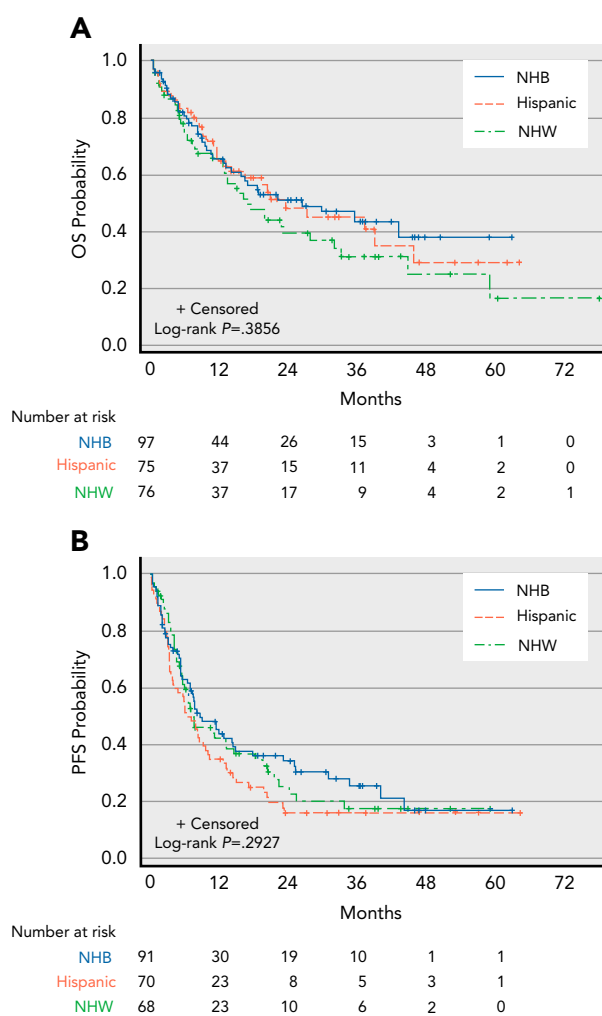 A
1.0
0.8
0.6
0.4
0.2
0.0
OS Probability
NHB
Hispanic
NHW
+ Censored
Log-rank P=.3856
0 12 24 36 48 60 72
Months
Number at risk
NHB 97 44 26 15 3 1 0
Hispanic 75 37 15 11 4 2 0
NHW 76 37 17 9 4 2 1
B
1.0
0.8
0.6
0.4
0.2
0.0
PFS Probability
NHB
Hispanic
NHW
+ Censored
Log-rank P=.2927
0 12 24 36 48 60 72
Months
Number at risk
NHB 91 30 19 10 1 1
Hispanic 70 23 8 5 3 1
NHW 68 23 10 6 2 0